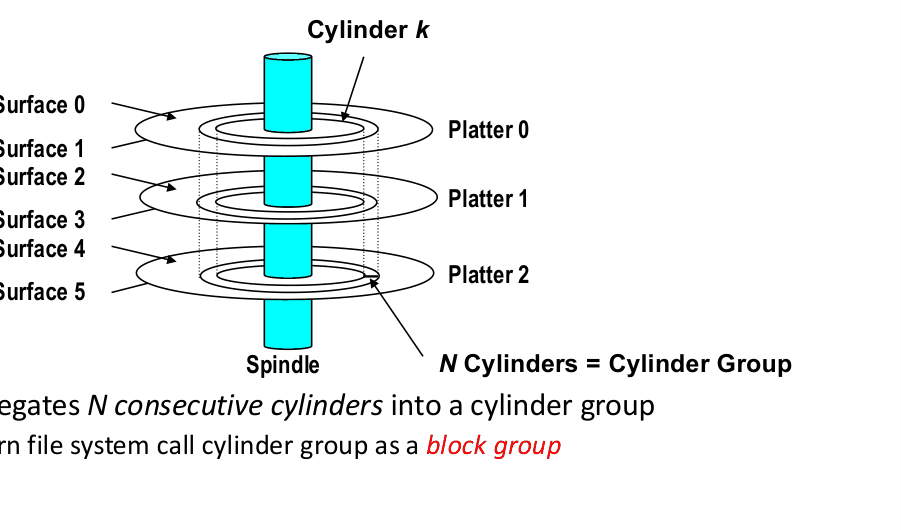 Cylinder k
Surface 0
Platter 0
Surface 1
Surface 2
Platter 1
Surface 3
Surface 4
Platter 2
Surface 5
Spindle
N Cylinders = Cylinder Group
egates N consecutive cylinders into a cylinder group
rn file system call cylinder group as a block group